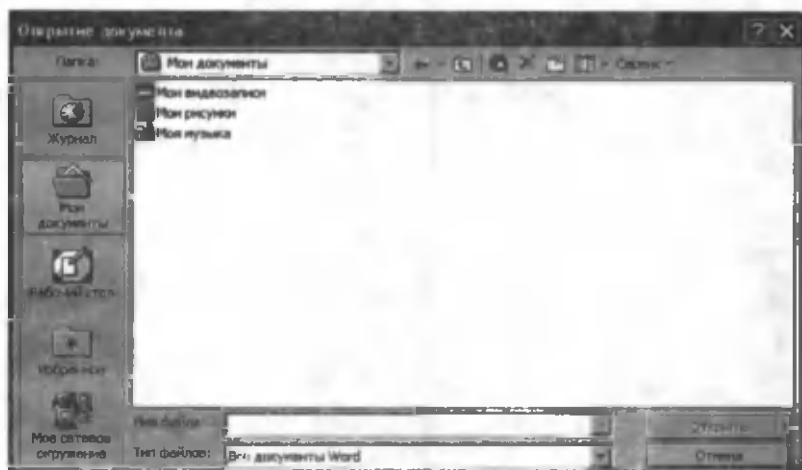 Открытие документа
Папка: Мои документы Сервис
Мои видеозаписи
Мои рисунки
Моя музыка
Журнал
Мои
документы
Рабочий стол
Избранное
Мое сетевое
окружение
Имя файла:
Тип файлов: Все документы Word
Открыть
Отмена